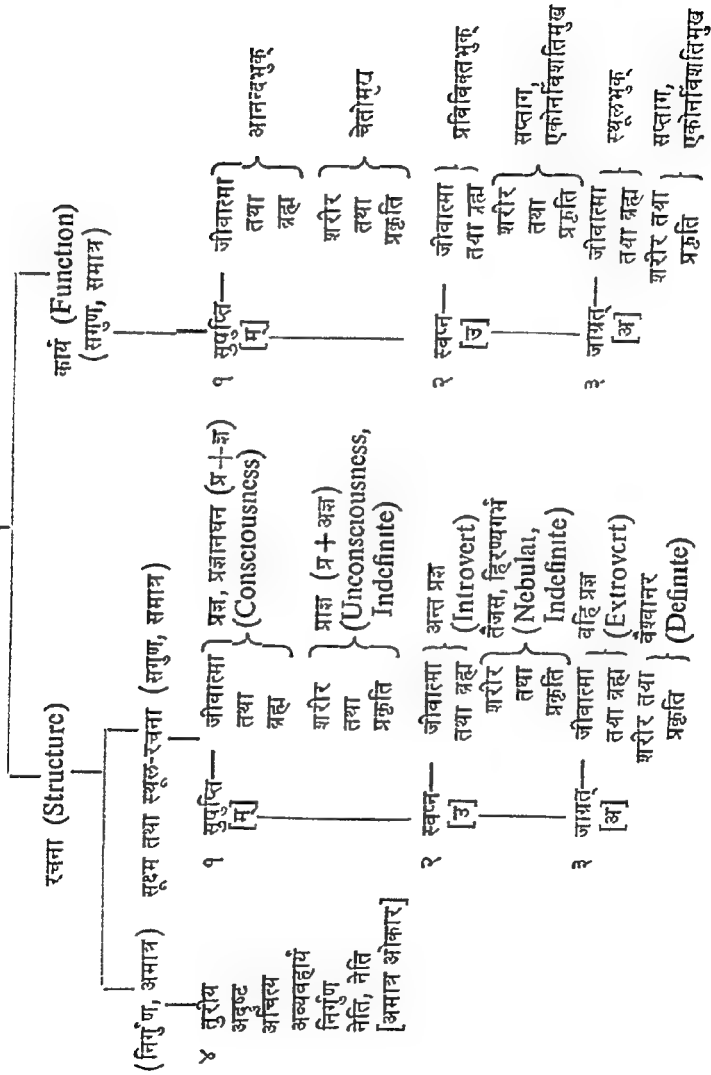 रचना (Structure)
(निर्गुण, अमात्र)
४ तुरीय
अदृष्ट
अचित्य
अव्यवहार्य
निर्गुण
नेति, नेति
[अमात्र ओकार]
सूक्ष्म तथा स्थूल-रचना (सगुण, समात्र)
१ सुषुप्ति—
[म्]
जीवात्मा
तथा
ब्रह्म
प्रज्ञ, प्रज्ञानघन (प्र+ज्ञ)
(Consciousness)
शरीर
तथा
प्रकृति
प्राज्ञ (प्र + अज्ञ)
(Unconsciousness,
Indefinite)
२ स्वप्न—
[उ]
जीवात्मा
तथा ब्रह्म
अन्त प्रज्ञ
(Introvert)
शरीर
तथा
प्रकृति
तैजस, हिरण्यगर्भ
(Nebular,
Indefinite)
३ जाग्रत्—
[अ]
जीवात्मा
तथा ब्रह्म
वहि प्रज्ञ
(Extrovert)
शरीर तथा
प्रकृति
वैश्वानर
(Definite)
कार्य (Function)
(सगुण, समात्र)
१ सुषुप्ति—
[म्]
जीवात्मा
तथा
ब्रह्म
आनन्दभुक्
शरीर
तथा
प्रकृति
चेतोमुख
२ स्वप्न—
[उ]
जीवात्मा
तथा ब्रह्म
प्रविविक्तभुक्
शरीर
तथा
प्रकृति
सप्ताग,
एकोनविंशतिमुख
३ जाग्रत्—
[अ]
जीवात्मा
तथा ब्रह्म
स्थूलभुक्
शरीर तथा
प्रकृति
सप्ताग,
एकोनविंशतिमुख